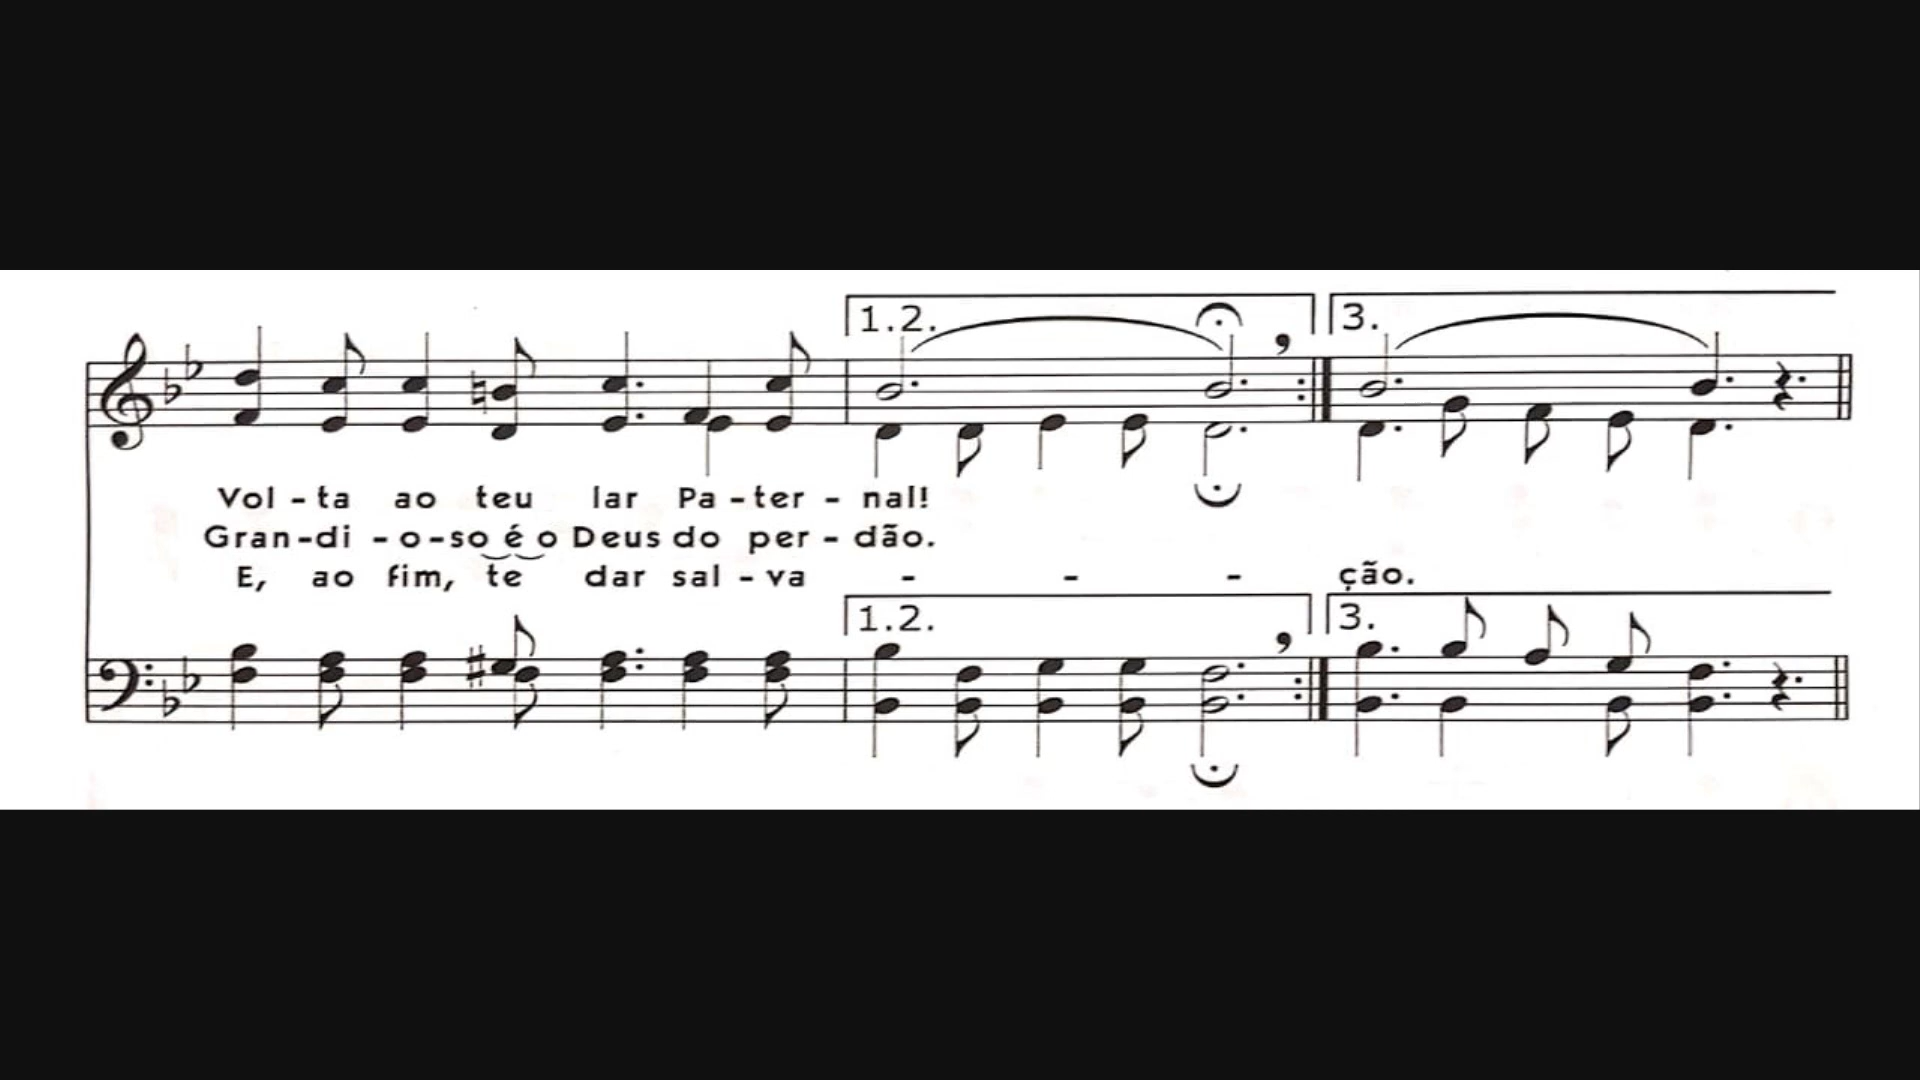 1.2. 3.
Vol - ta ao teu lar Pa - ter - nal!
Gran - di - o - so é o Deus do per - dão.
E, ao fim, te dar sal - va - - - ção.
1.2. 3.